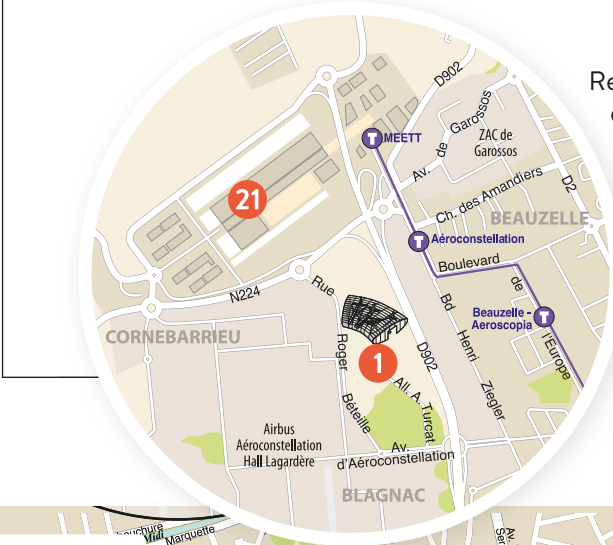 Re
D902
Av. de Garossos
MEETT
ZAC de
Garossos
D2
Ch. des Amandiers
21
BEAUZELLE
Aéroconstellation
Boulevard de l'Europe
N224
Rue Roger Béteille
Bd Henri Ziegler
Beauzelle -
Aeroscopia
CORNEBARRIEU
D902
1
All. A. Turcat
Airbus
Aéroconstellation
Hall Lagardère
Av.
d'Aéroconstellation
BLAGNAC
Midi
Marquette
Av.